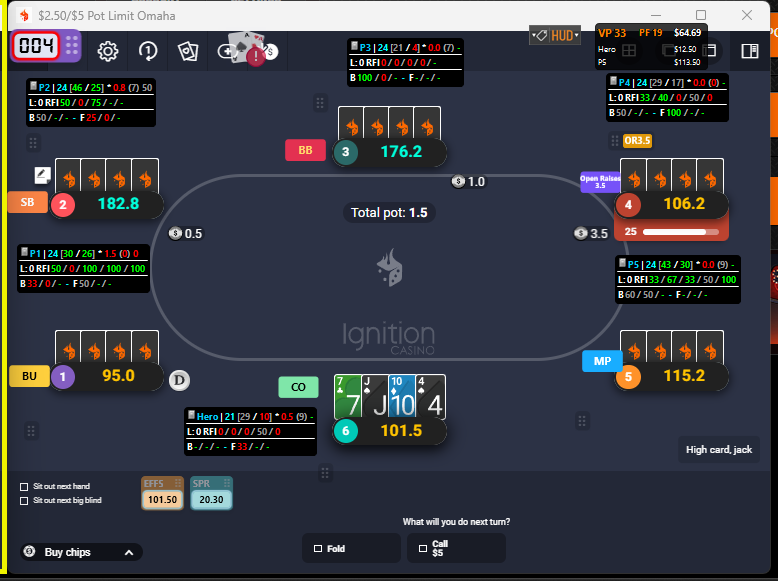 $2.50/$5 Pot Limit Omaha
004
HUD
VP 33 PF 19 $64.69
Hero $12.50
P5 $113.50
P3 | 24 [21 / 4] * 0.0 (7) -
L: 0 RFI 0 / 0 / 0 / 0 / -
B 100 / 0 / - - F - / - / -
P2 | 24 [46 / 25] * 0.8 (7) 50
L: 0 RFI 50 / 0 / 75 / - / -
B 50 / - / - - F 25 / 0 / -
P4 | 24 [29 / 17] * 0.0 (0) -
L: 0 RFI 33 / 40 / 0 / 50 / 0
B 50 / - / - - F 100 / - / -
OR3.5
BB
3
176.2
1.0
Open Raises
3.5
4
106.2
25
SB
2
182.8
Total pot: 1.5
0.5
3.5
P1 | 24 [30 / 26] * 1.5 (0) 0
L: 0 RFI 50 / 0 / 100 / 100 / 100
B 33 / 0 / - - F 50 / - / -
P5 | 24 [43 / 30] * 0.0 (9) -
L: 0 RFI 33 / 67 / 33 / 50 / 100
B 60 / 50 / - - F - / - / -
Ignition
CASINO
BU
1
95.0
D
MP
5
115.2
CO
7 J 10 4
7 J 10 4
6
101.5
Hero | 21 [29 / 10] * 0.5 (9) -
L: 0 RFI 0 / 0 / 0 / 50 / 0
B - / - / - - F 33 / - / -
High card, jack
Sit out next hand
Sit out next big blind
EFFS
101.50
SPR
20.30
What will you do next turn?
Buy chips
Fold
Call
$5